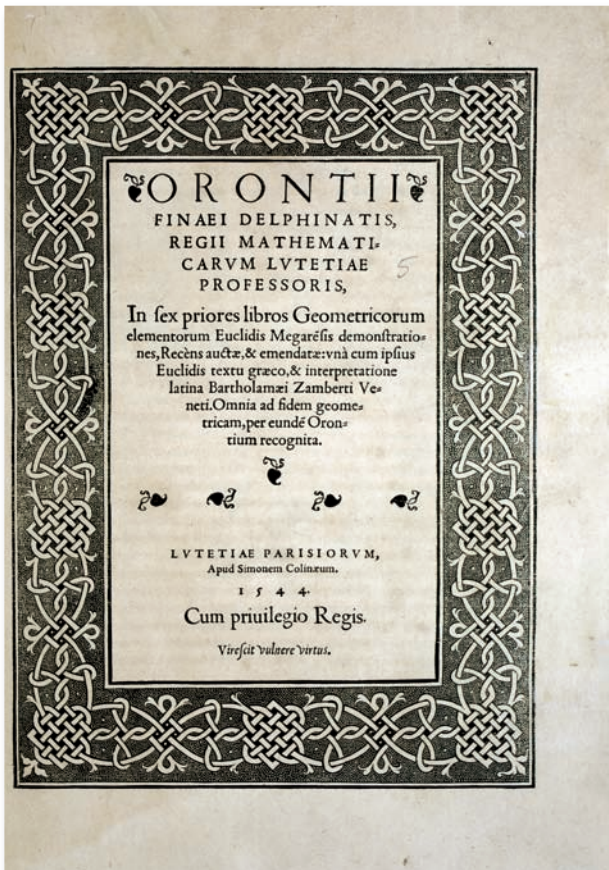 ORONTII
FINAEI DELPHINATIS,
REGII MATHEMATI-
CARVM LVTETIAE
PROFESSORIS,
5
In sex priores libros Geometricorum
elementorum Euclidis Megarẽsis demonstratio-
nes, Recèns auctæ, & emendatæ: vnà cum ipsius
Euclidis textu græco, & interpretatione
latina Bartholamæi Zamberti Ve-
neti. Omnia ad fidem geome-
tricam, per eundẽ Oron-
tium recognita.
LVTETIAE PARISIORVM,
Apud Simonem Colinæum.
1544.
Cum priuilegio Regis.
Virescit vulnere virtus.